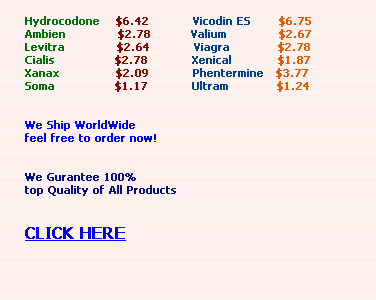 Hydrocodone $6.42 Vicodin ES $6.75
Ambien $2.78 Valium $2.67
Levitra $2.64 Viagra $2.78
Cialis $2.78 Xenical $1.87
Xanax $2.09 Phentermine $3.77
Soma $1.17 Ultram $1.24
We Ship WorldWide
feel free to order now!
We Gurantee 100%
top Quality of All Products
CLICK HERE